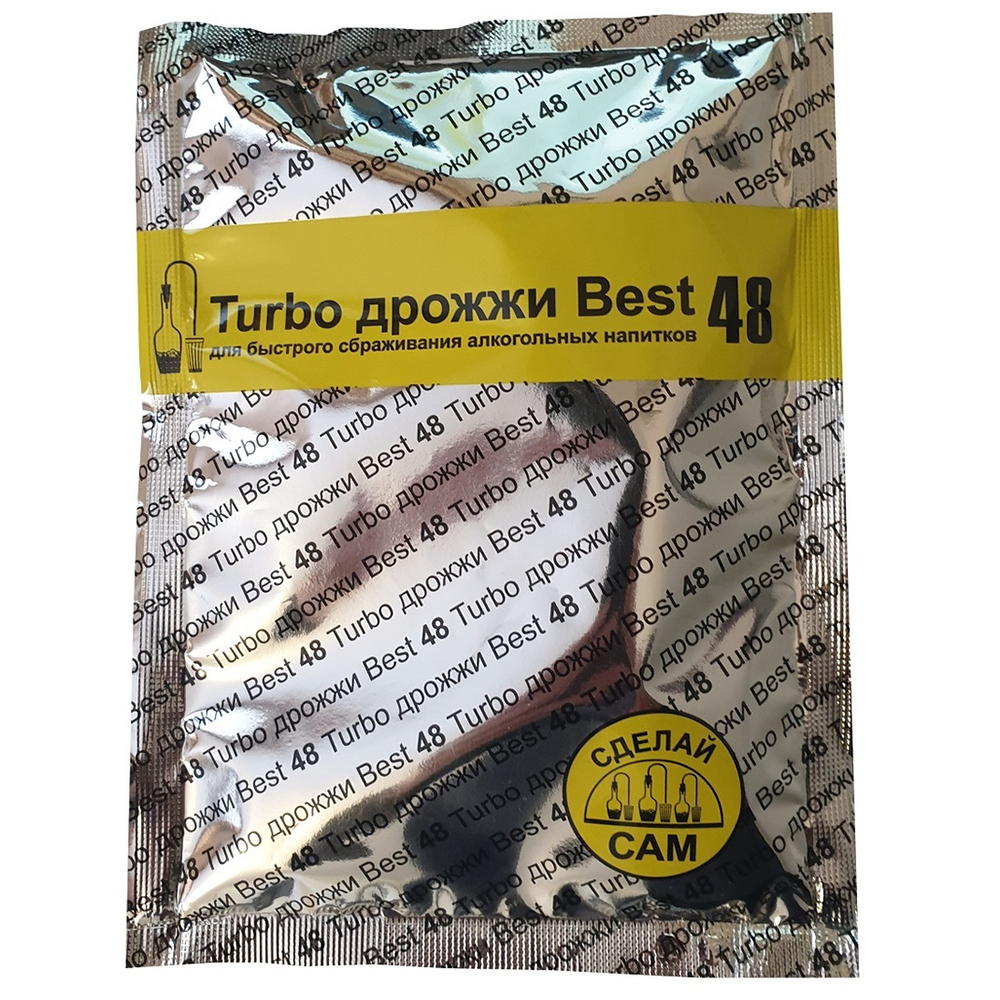 Turbo дрожжи Best 48
для быстрого сбраживания алкогольных напитков
Turbo дрожжи Best 48 Turbo дрожжи Best 48 Turbo дрожжи Best 48
СДЕЛАЙ
САМ